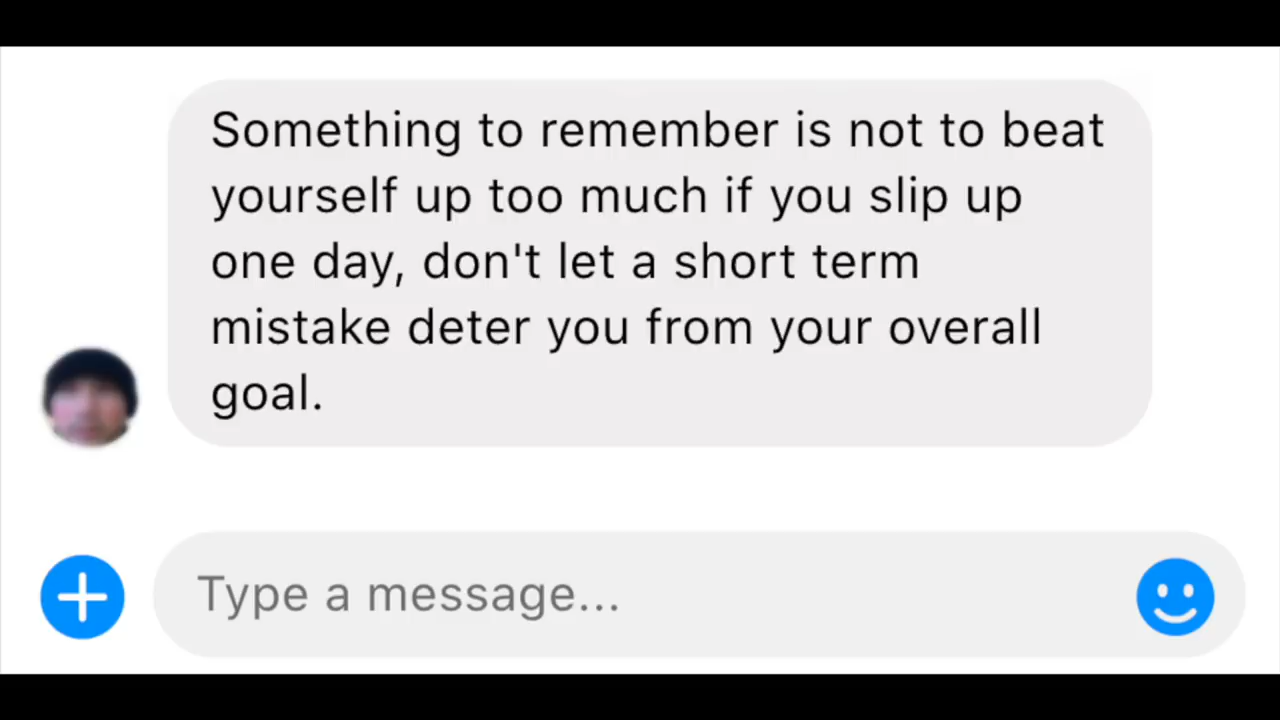 Something to remember is not to beat
yourself up too much if you slip up
one day, don't let a short term
mistake deter you from your overall
goal.
Type a message...